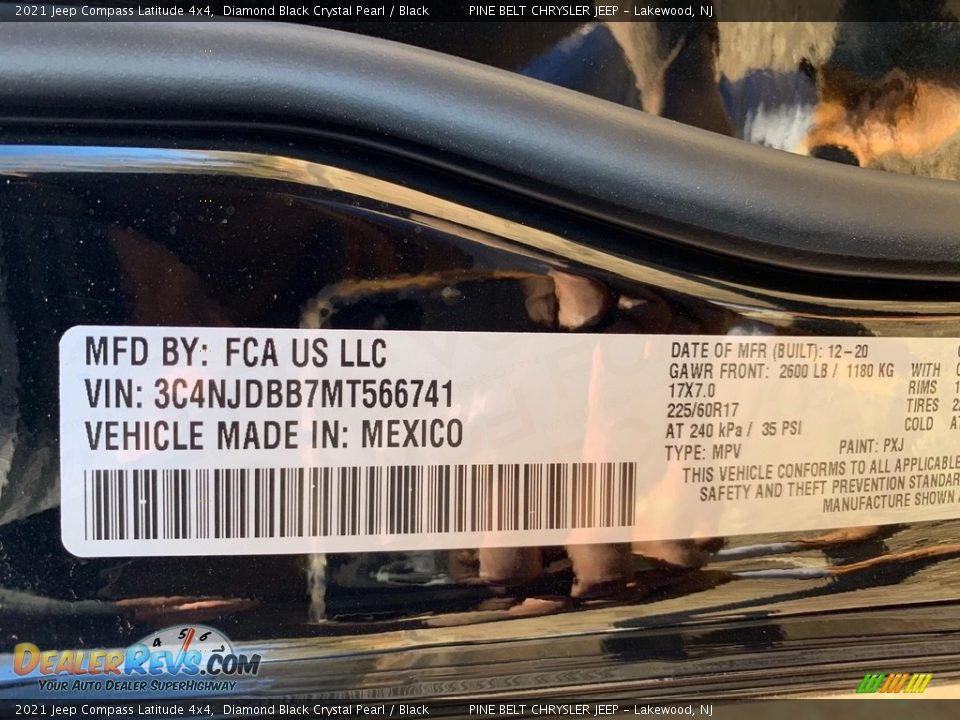 2021 Jeep Compass Latitude 4x4, Diamond Black Crystal Pearl / Black PINE BELT CHRYSLER JEEP - Lakewood, NJ
MFD BY: FCA US LLC
VIN: 3C4NJDBB7MT566741
VEHICLE MADE IN: MEXICO
DATE OF MFR (BUILT): 12-20
GAWR FRONT: 2600 LB / 1180 KG WITH
17X7.0 RIMS
225/60R17 TIRES
AT 240 kPa / 35 PSI COLD
TYPE: MPV PAINT: PXJ
THIS VEHICLE CONFORMS TO ALL APPLICABLE
SAFETY AND THEFT PREVENTION STANDAR
MANUFACTURE SHOWN
4 5 6
DEALERREVS.COM
YOUR AUTO DEALER SUPERHIGHWAY
2021 Jeep Compass Latitude 4x4, Diamond Black Crystal Pearl / Black PINE BELT CHRYSLER JEEP - Lakewood, NJ